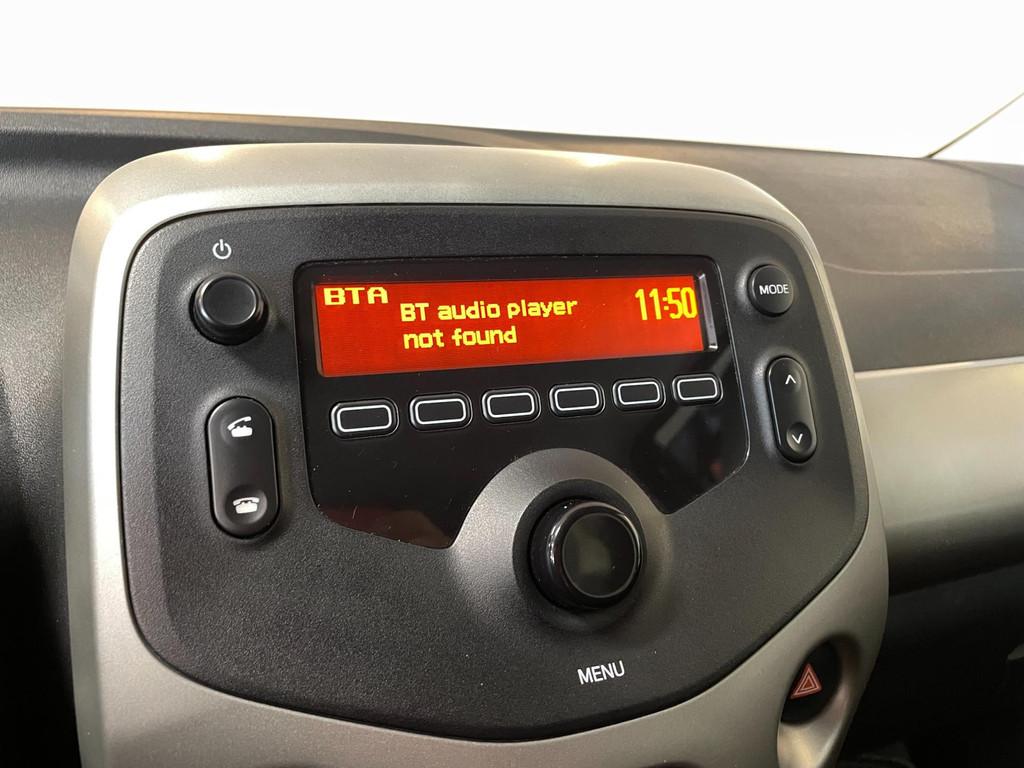 BTA
BT audio player
not found
11:50
MODE
MENU